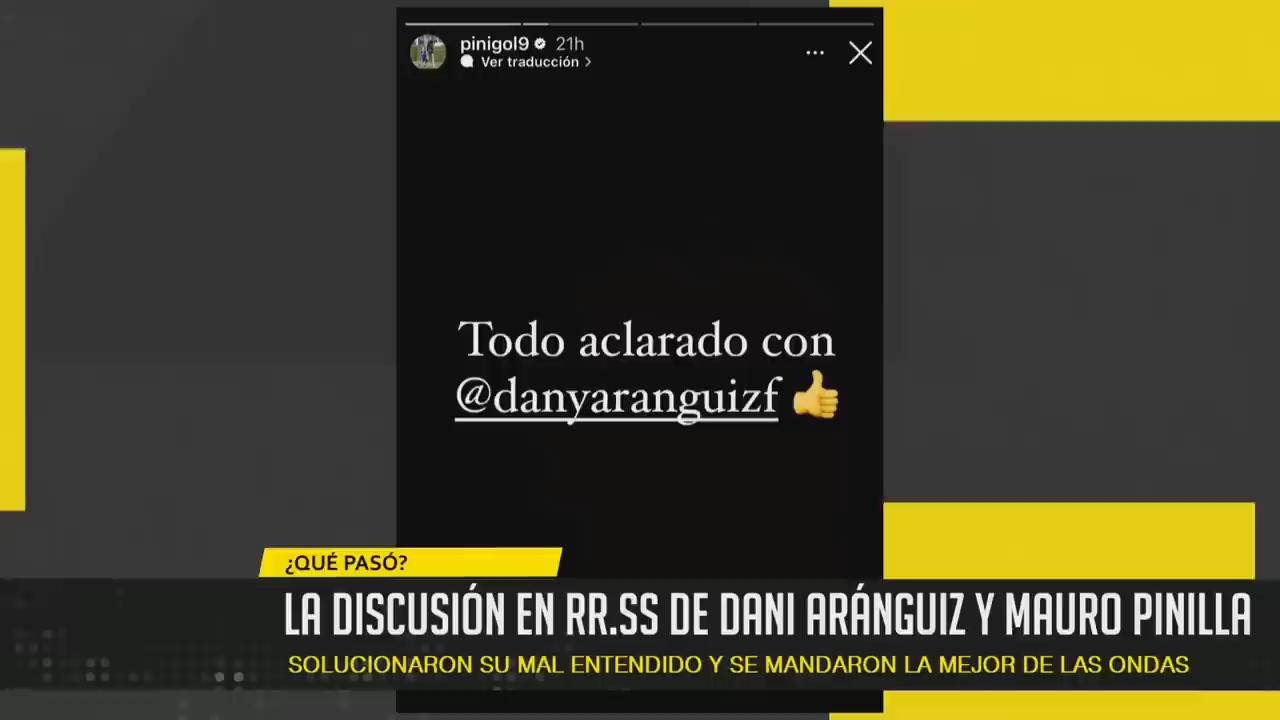 pinigol9 21h
Ver traducción
Todo aclarado con
@danyaranguizf 👍
¿QUÉ PASÓ?
LA DISCUSIÓN EN RR.SS DE DANI ARÁNGUIZ Y MAURO PINILLA
SOLUCIONARON SU MAL ENTENDIDO Y SE MANDARON LA MEJOR DE LAS ONDAS